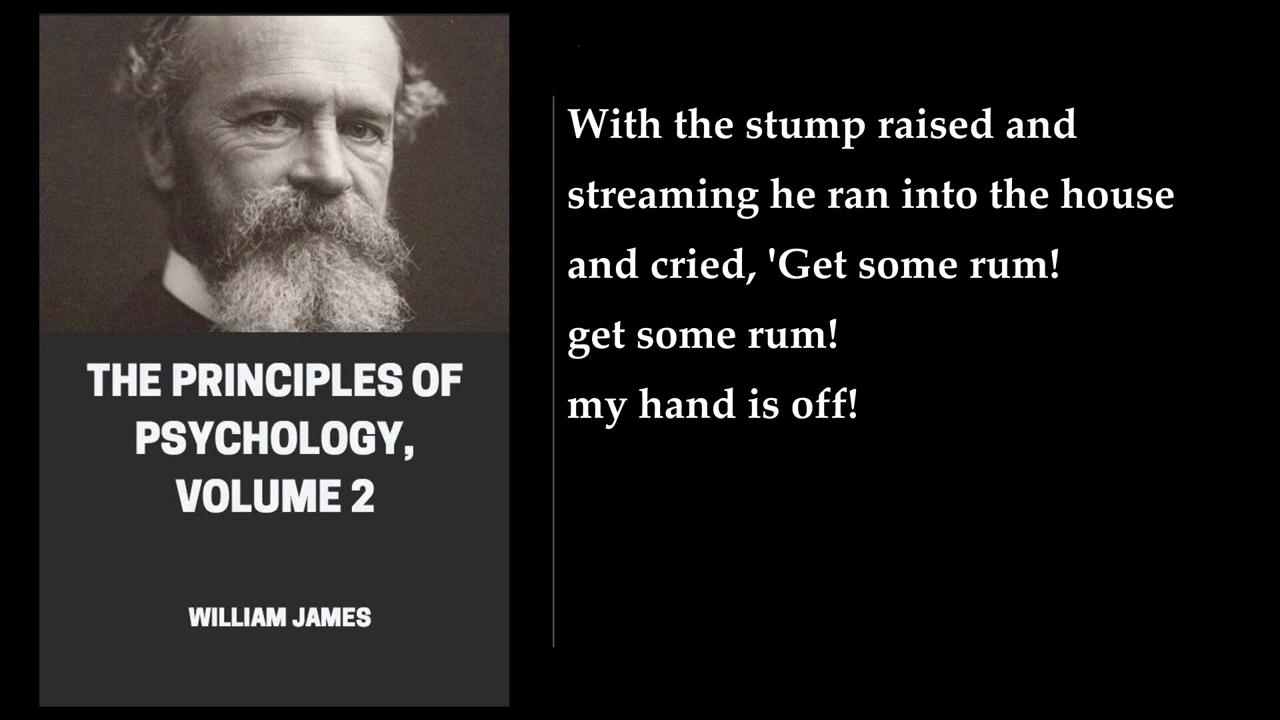 THE PRINCIPLES OF
PSYCHOLOGY,
VOLUME 2
WILLIAM JAMES
With the stump raised and
streaming he ran into the house
and cried, 'Get some rum!
get some rum!
my hand is off!